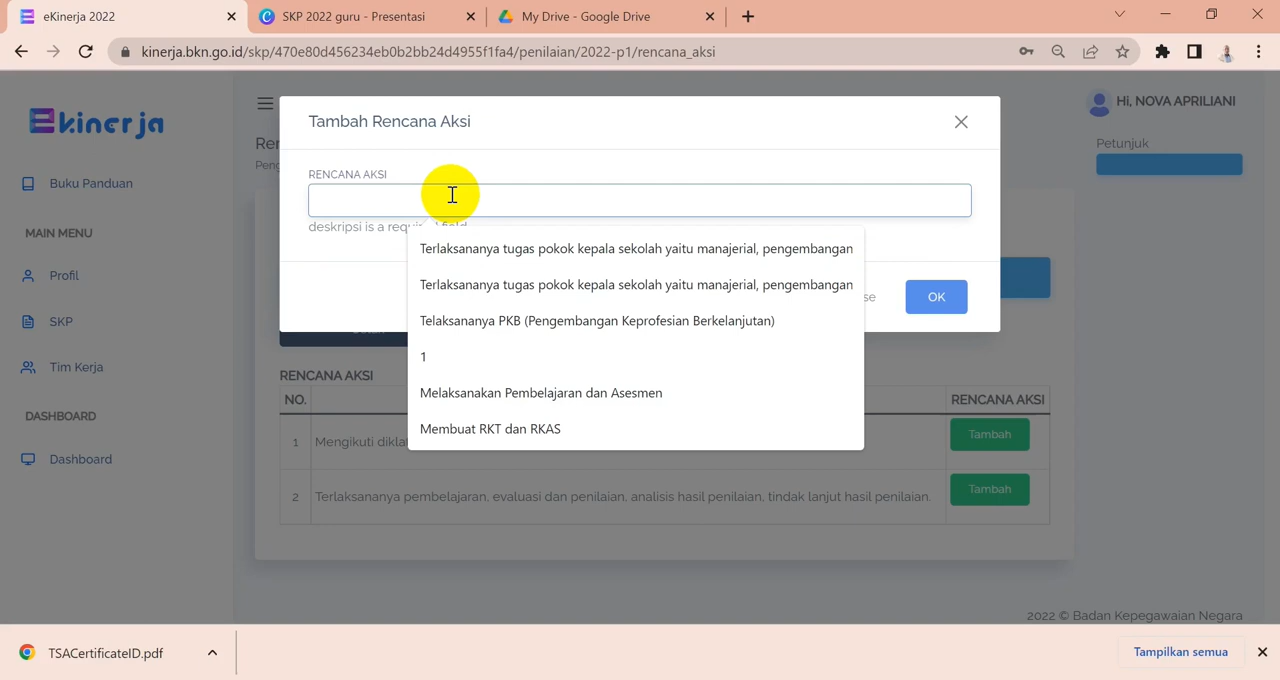 eKinerja 2022
SKP 2022 guru - Presentasi
My Drive - Google Drive
kinerja.bkn.go.id/skp/470e80d456234eb0b2bb24d4955f1fa4/penilaian/2022-p1/rencana_aksi
Ekinerja
Buku Panduan
MAIN MENU
Profil
SKP
Tim Kerja
DASHBOARD
Dashboard
Hi, NOVA APRILIANI
Petunjuk
Tambah Rencana Aksi
RENCANA AKSI
deskripsi is a required field
Terlaksananya tugas pokok kepala sekolah yaitu manajerial, pengembangan
Terlaksananya tugas pokok kepala sekolah yaitu manajerial, pengembangan
Telaksananya PKB (Pengembangan Keprofesian Berkelanjutan)
1
Melaksanakan Pembelajaran dan Asesmen
Membuat RKT dan RKAS
OK
RENCANA AKSI
NO.
RENCANA AKSI
1 Mengikuti
Tambah
2 Terlaksananya pembelajaran, evaluasi dan penilaian, analisis hasil penilaian, tindak lanjut hasil penilaian.
Tambah
2022 © Badan Kepegawaian Negara
TSACertificateID.pdf
Tampilkan semua